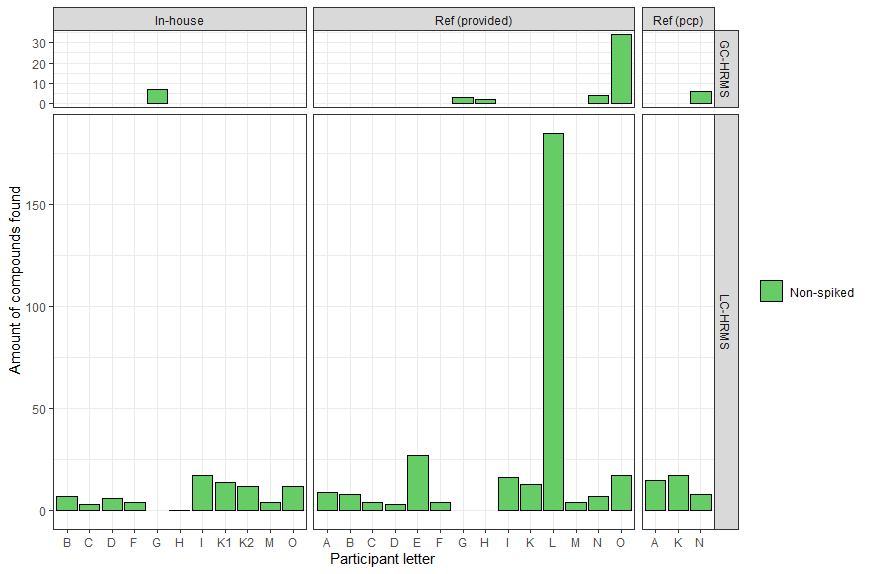 In-house Ref (provided) Ref (pcp)
30
20
10
0
GC-HRMS
150
100
50
0
LC-HRMS
Amount of compounds found
B C D F G H I K1 K2 M O A B C D E F G H I K L M N O A K N
Participant letter
Non-spiked